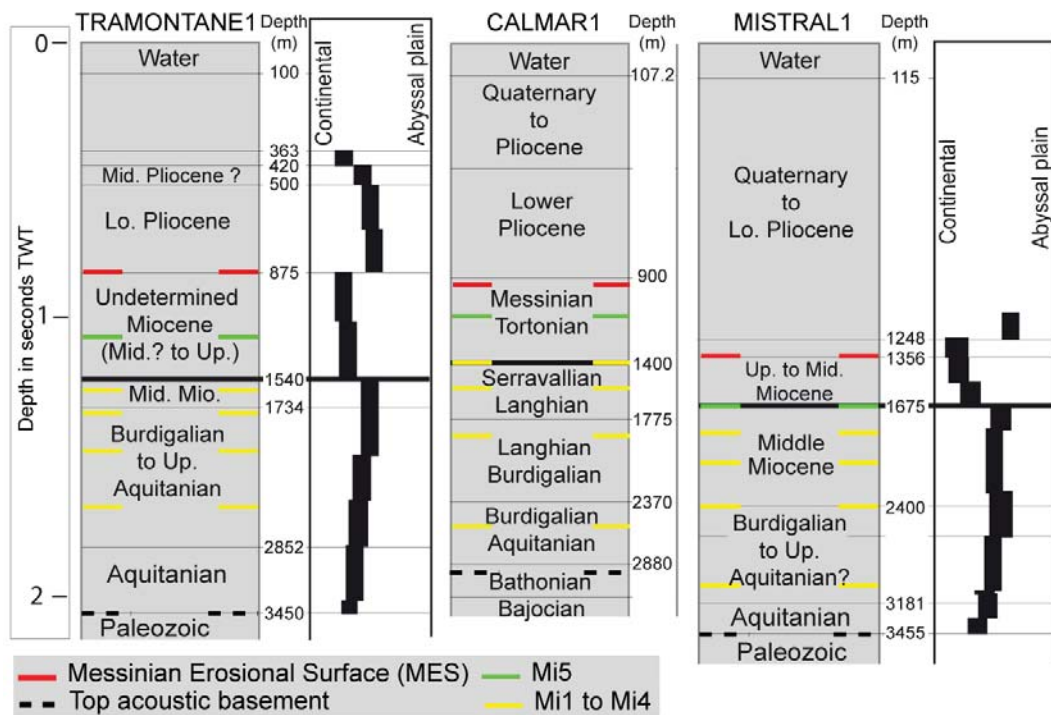 TRAMONTANE1
Depth
(m)
CALMAR1
Depth
(m)
MISTRAL1
Depth
(m)
Depth in seconds TWT
0
1
2
Water
100
363
Mid. Pliocene ?
420
500
Lo. Pliocene
875
Undetermined
Miocene
(Mid.? to Up.)
1540
Mid. Mio.
1734
Burdigalian
to Up.
Aquitanian
2852
Aquitanian
3450
Paleozoic
Continental
Abyssal plain
Water
107.2
Quaternary
to
Pliocene
Lower
Pliocene
900
Messinian
Tortonian
1400
Serravallian
Langhian
1775
Langhian
Burdigalian
2370
Burdigalian
Aquitanian
2880
Bathonian
Bajocian
Water
115
Quaternary
to
Lo. Pliocene
1248
1356
Up. to Mid.
Miocene
1675
Middle
Miocene
2400
Burdigalian
to Up.
Aquitanian?
3181
Aquitanian
3455
Paleozoic
Continental
Abyssal plain
Messinian Erosional Surface (MES)
Mi5
Top acoustic basement
Mi1 to Mi4